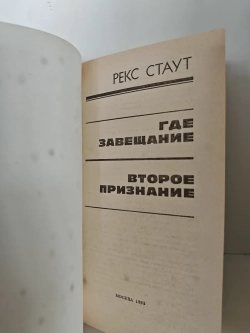 РЕКС СТАУТ
ГДЕ
ЗАВЕЩАНИЕ
ВТОРОЕ
ПРИЗНАНИЕ
МОСКВА